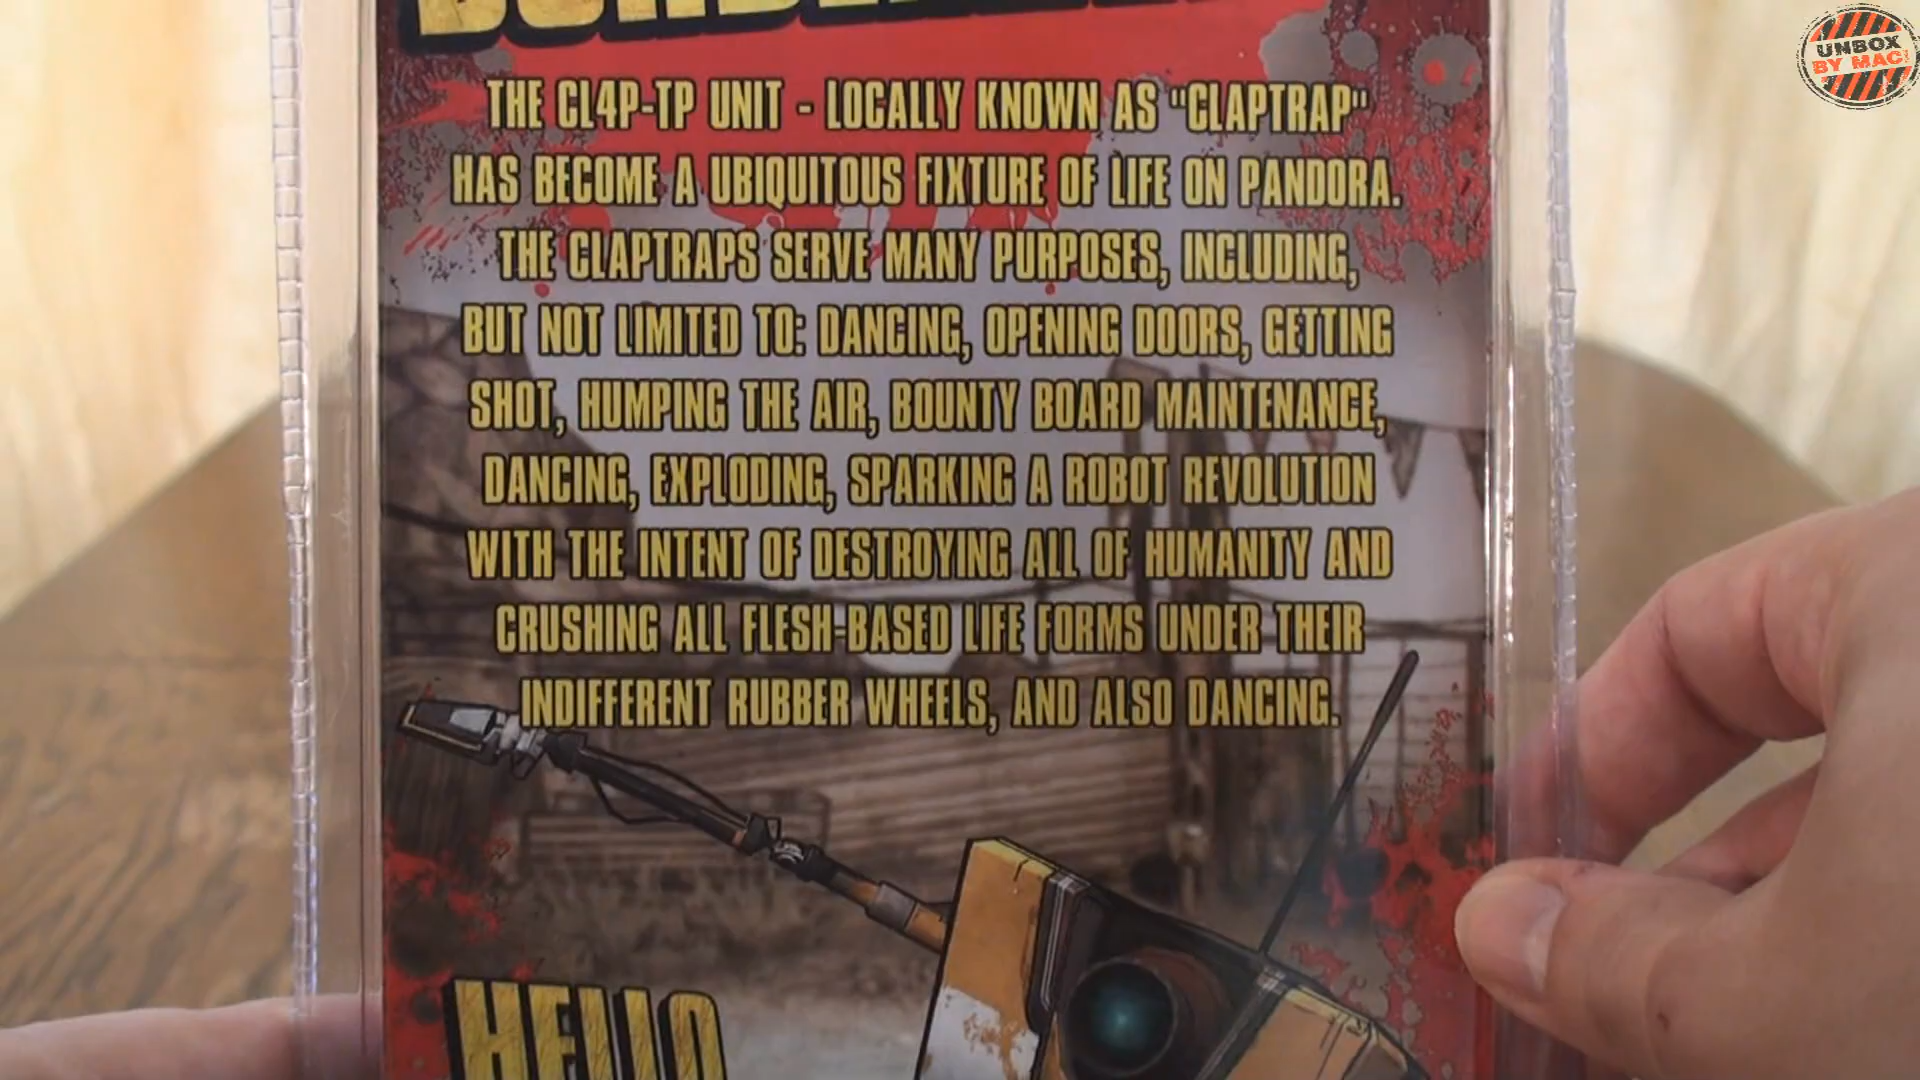 UNBOX
BY MAC!
THE CL4P-TP UNIT - LOCALLY KNOWN AS "CLAPTRAP"
HAS BECOME A UBIQUITOUS FIXTURE OF LIFE ON PANDORA.
THE CLAPTRAPS SERVE MANY PURPOSES, INCLUDING,
BUT NOT LIMITED TO: DANCING, OPENING DOORS, GETTING
SHOT, HUMPING THE AIR, BOUNTY BOARD MAINTENANCE,
DANCING, EXPLODING, SPARKING A ROBOT REVOLUTION
WITH THE INTENT OF DESTROYING ALL OF HUMANITY AND
CRUSHING ALL FLESH-BASED LIFE FORMS UNDER THEIR
INDIFFERENT RUBBER WHEELS, AND ALSO DANCING.
HELLO